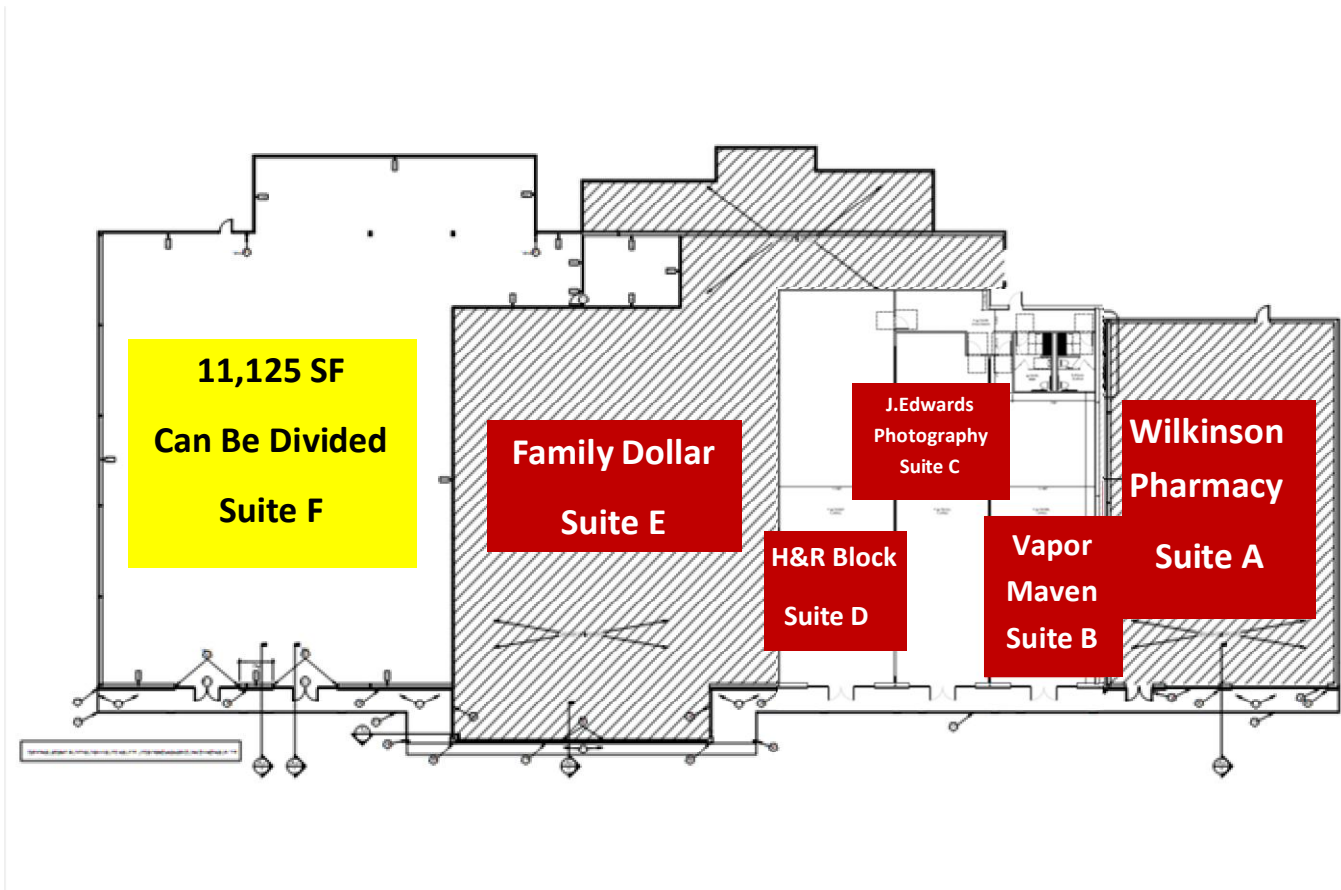 11,125 SF
Can Be Divided
Suite F
Family Dollar
Suite E
H&R Block
Suite D
J.Edwards
Photography
Suite C
Vapor
Maven
Suite B
Wilkinson
Pharmacy
Suite A